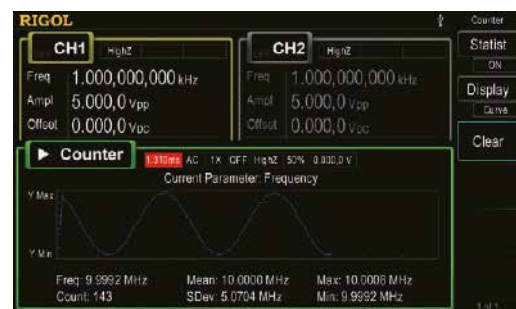 RIGOL
Counter
CH1 HighZ
CH2 HighZ
Statist
ON
Freq 1.000,000,000 kHz
Freq 1.000,000,000 kHz
Ampl 5.000,0 Vpp
Ampl 5.000,0 Vpp
Display
Curve
Offset 0.000,0 VDC
Offset 0.000,0 VDC
Clear
Counter 1.310ms AC 1X OFF HighZ 50% 0.000,0 V
Current Parameter: Frequency
Y Max
Y Min
Freq: 9.9992 MHz Mean: 10.0000 MHz Max: 10.0006 MHz
Count: 143 SDev: 5.0704 MHz Min: 9.9992 MHz
1 of 1